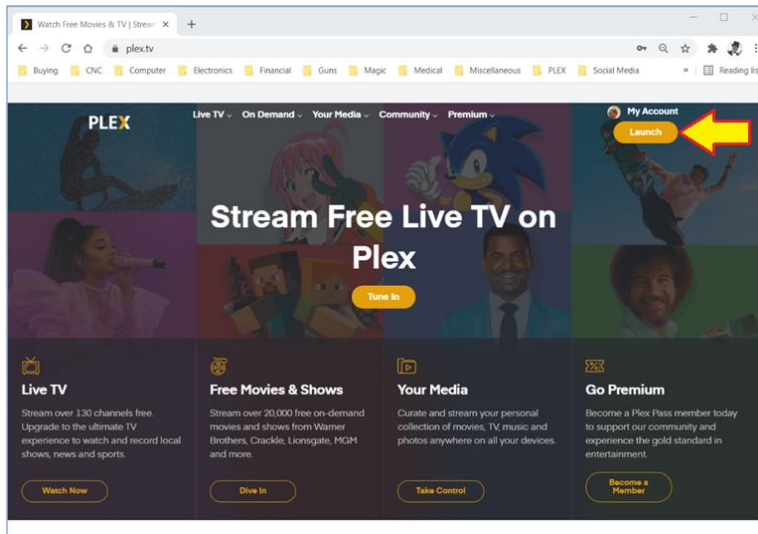 Watch Free Movies & TV | Stream
plex.tv
Buying CNC Computer Electronics Financial Guns Magic Medical Miscellaneous PLEX Social Media » Reading lis
PLEX
Live TV On Demand Your Media Community Premium
My Account
Launch
Stream Free Live TV on
Plex
Tune In
Live TV
Stream over 130 channels free.
Upgrade to the ultimate TV
experience to watch and record local
shows, news and sports.
Watch Now
Free Movies & Shows
Stream over 20,000 free on-demand
movies and shows from Warner
Brothers, Crackle, Lionsgate, MGM
and more.
Dive In
Your Media
Curate and stream your personal
collection of movies, TV, music and
photos anywhere on all your devices.
Take Control
Go Premium
Become a Plex Pass member today
to support our community and
experience the gold standard in
entertainment.
Become a
Member